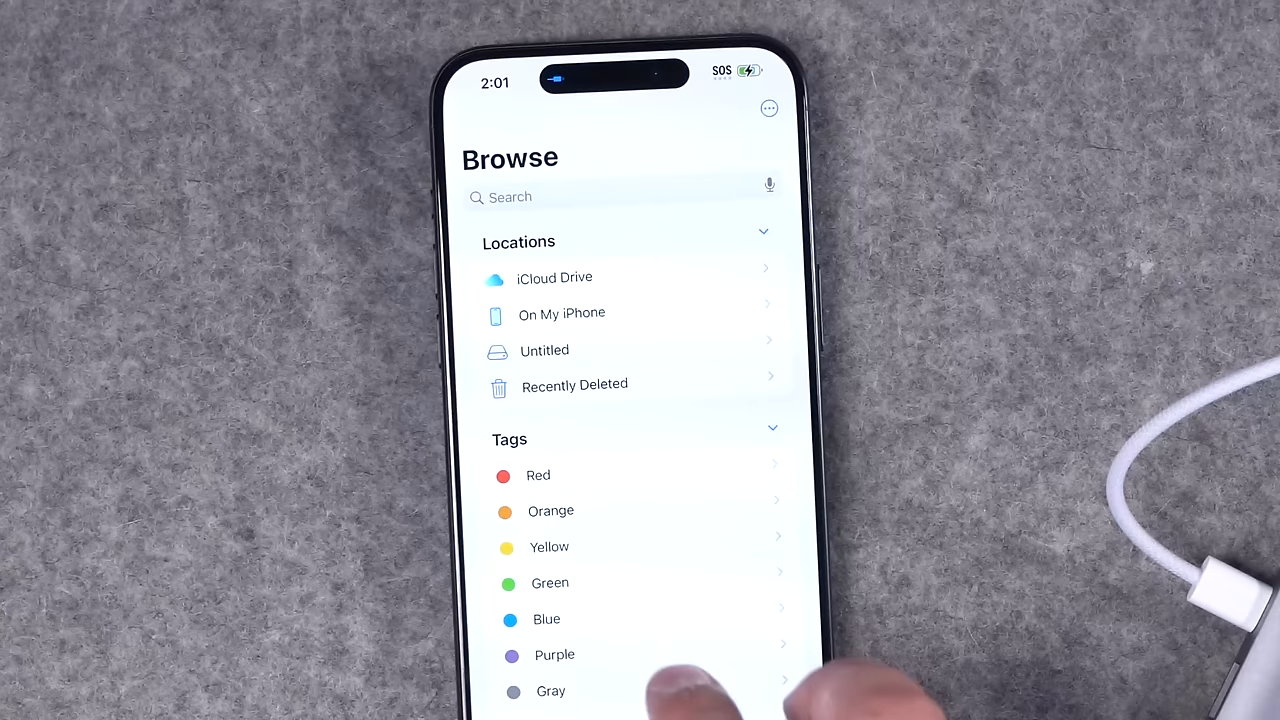 2:01
SOS
Browse
Search
Locations
iCloud Drive
On My iPhone
Untitled
Recently Deleted
Tags
Red
Orange
Yellow
Green
Blue
Purple
Gray